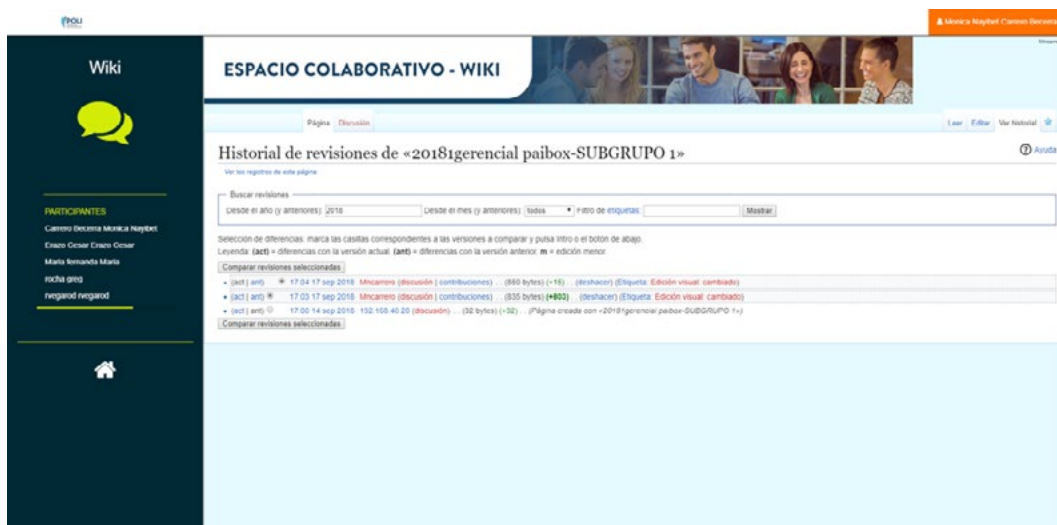 POLI
Monica Nayibet Carrero Becerra
Wiki
ESPACIO COLABORATIVO - WIKI
Página Discusión
Leer Editar Ver historial
Historial de revisiones de «20181gerencial paibox-SUBGRUPO 1»
Ayuda
Ver los registros de esta página
Buscar revisiones
Desde el año (y anteriores): 2018 Desde el mes (y anteriores): todos Filtro de etiquetas: Mostrar
Selección de diferencias: marca las casillas correspondientes a las versiones a comparar y pulsa intro o el botón de abajo.
Leyenda: (act) = diferencias con la versión actual, (ant) = diferencias con la versión anterior, m = edición menor
Comparar revisiones seleccionadas
(act | ant) 17:04 17 sep 2018 Mncarrero (discusión | contribuciones) . . (850 bytes) (+15) . . (deshacer) (Etiqueta: Edición visual: cambiado)
(act | ant) 17:03 17 sep 2018 Mncarrero (discusión | contribuciones) . . (835 bytes) (+803) . . (deshacer) (Etiqueta: Edición visual: cambiado)
(act | ant) 17:00 14 sep 2018 192.168.40.20 (discusión) . . (32 bytes) (+32) . . (Página creada con «20181gerencial paibox-SUBGRUPO 1»)
Comparar revisiones seleccionadas
PARTICIPANTES
Carrero Becerra Monica Nayibet
Erazo Cesar Erazo Cesar
Maria fernanda Maria
rocha greg
rvegarod rvegarod